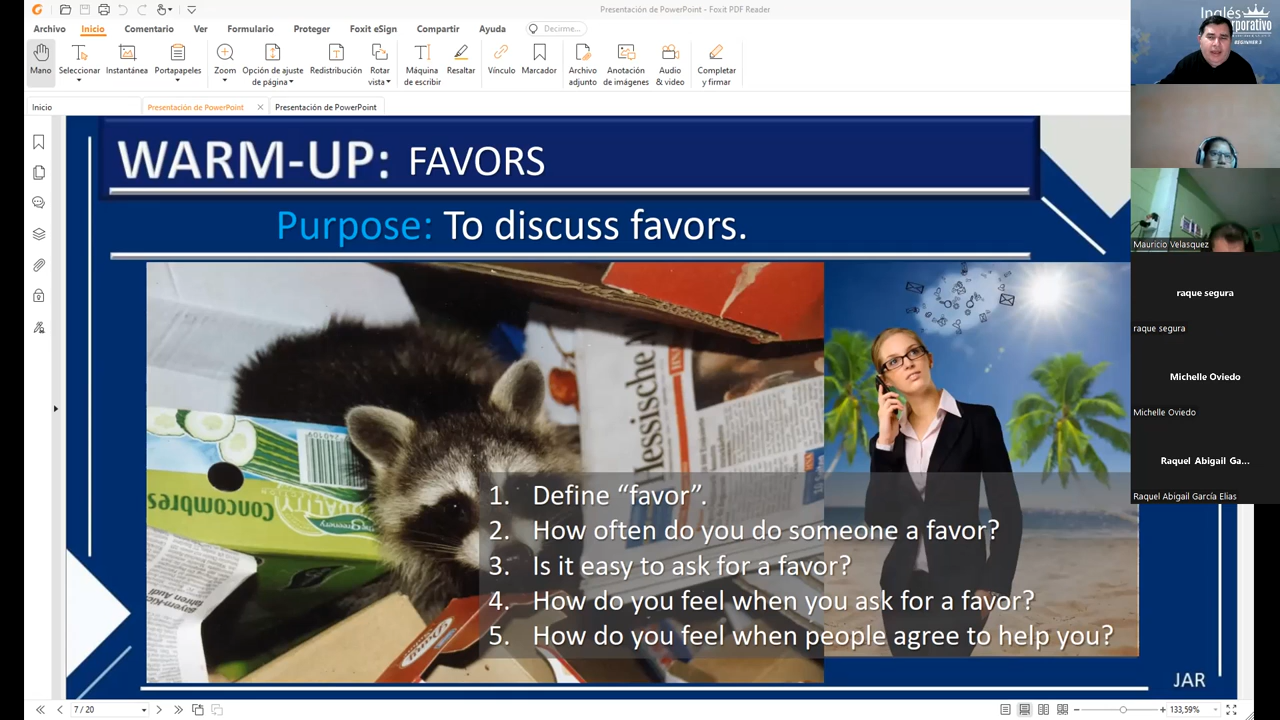 Presentación de PowerPoint - Foxit PDF Reader
Archivo Inicio Comentario Ver Formulario Proteger Foxit eSign Compartir Ayuda Decirme...
Mano Seleccionar Instantánea Portapapeles Zoom Opción de ajuste de página Redistribución Rotar vista Máquina de escribir Resaltar Vínculo Marcador Archivo adjunto Anotación de imágenes Audio & video Completar y firmar
Inicio Presentación de PowerPoint Presentación de PowerPoint
WARM-UP: FAVORS
Purpose: To discuss favors.
Concombres
QUALITY
Hessische
1. Define “favor”.
2. How often do you do someone a favor?
3. Is it easy to ask for a favor?
4. How do you feel when you ask for a favor?
5. How do you feel when people agree to help you?
JAR
7 / 20
133,59%
Inglés
BEGINNER 2
Mauricio Velasquez
raque segura
raque segura
Michelle Oviedo
Michelle Oviedo
Raquel Abigail Ga...
Raquel Abigail García Elias